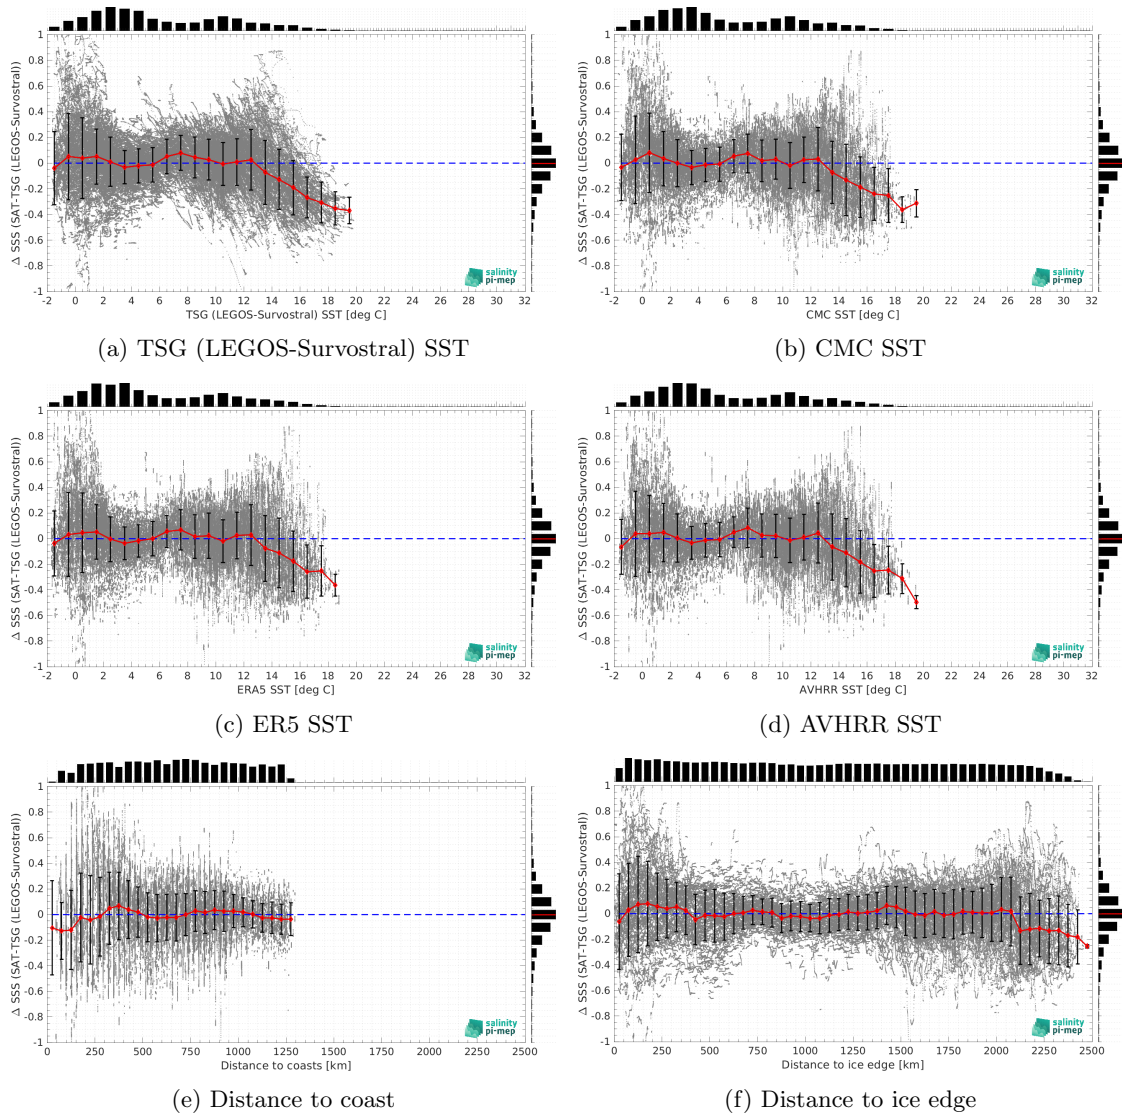 1
0.8
0.6
0.4
0.2
0
-0.2
-0.4
-0.6
-0.8
-1
Δ SSS (SAT-TSG (LEGOS-Survostral))
salinity
pi-mep
-2 0 2 4 6 8 10 12 14 16 18 20 22 24 26 28 30 32
TSG (LEGOS-Survostral) SST [deg C]
(a) TSG (LEGOS-Survostral) SST
1
0.8
0.6
0.4
0.2
0
-0.2
-0.4
-0.6
-0.8
-1
Δ SSS (SAT-TSG (LEGOS-Survostral))
salinity
pi-mep
-2 0 2 4 6 8 10 12 14 16 18 20 22 24 26 28 30 32
CMC SST [deg C]
(b) CMC SST
1
0.8
0.6
0.4
0.2
0
-0.2
-0.4
-0.6
-0.8
-1
Δ SSS (SAT-TSG (LEGOS-Survostral))
salinity
pi-mep
-2 0 2 4 6 8 10 12 14 16 18 20 22 24 26 28 30 32
ERA5 SST [deg C]
(c) ER5 SST
1
0.8
0.6
0.4
0.2
0
-0.2
-0.4
-0.6
-0.8
-1
Δ SSS (SAT-TSG (LEGOS-Survostral))
salinity
pi-mep
-2 0 2 4 6 8 10 12 14 16 18 20 22 24 26 28 30 32
AVHRR SST [deg C]
(d) AVHRR SST
1
0.8
0.6
0.4
0.2
0
-0.2
-0.4
-0.6
-0.8
-1
Δ SSS (SAT-TSG (LEGOS-Survostral))
salinity
pi-mep
0 250 500 750 1000 1250 1500 1750 2000 2250 2500
Distance to coasts [km]
(e) Distance to coast
1
0.8
0.6
0.4
0.2
0
-0.2
-0.4
-0.6
-0.8
-1
Δ SSS (SAT-TSG (LEGOS-Survostral))
salinity
pi-mep
0 250 500 750 1000 1250 1500 1750 2000 2250 2500
Distance to ice edge [km]
(f) Distance to ice edge